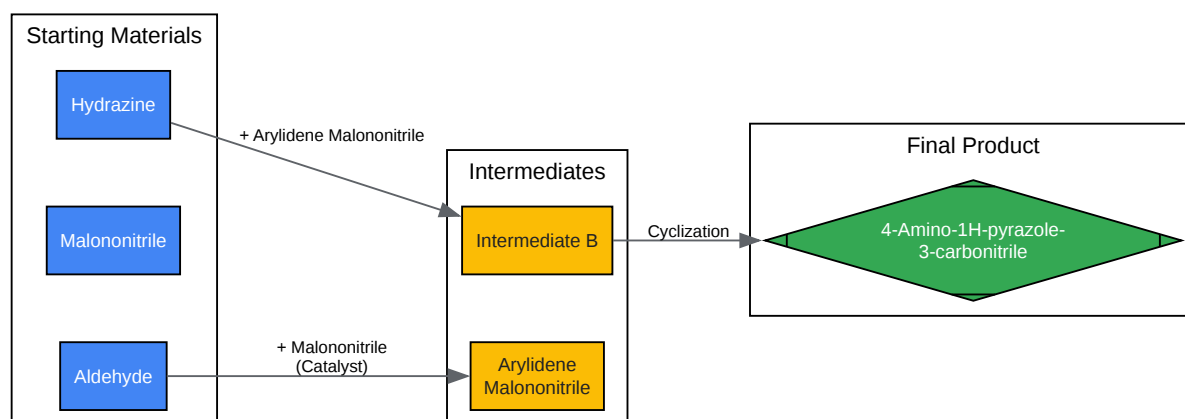 Starting Materials
Hydrazine
+ Arylidene Malononitrile
Malononitrile
Aldehyde
+ Malononitrile
(Catalyst)
Intermediates
Intermediate B
Cyclization
Arylidene
Malononitrile
Final Product
4-Amino-1H-pyrazole-
3-carbonitrile